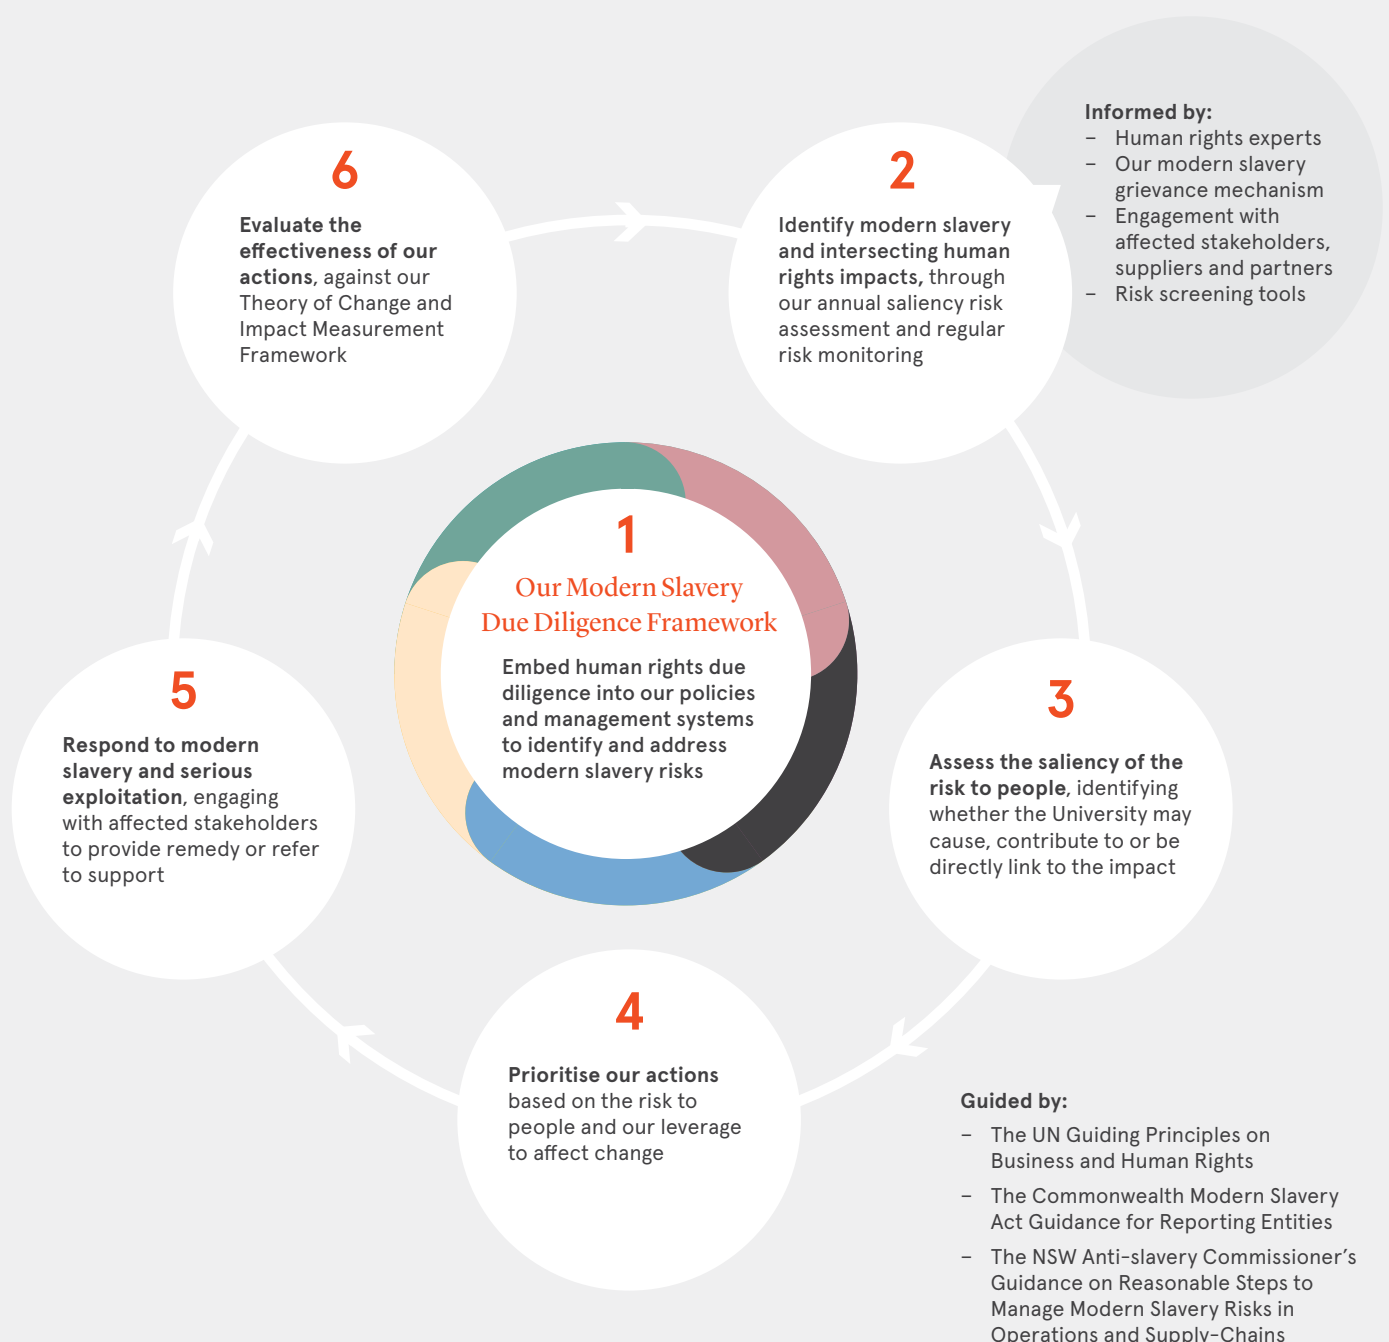 1
Our Modern Slavery
Due Diligence Framework
Embed human rights due
diligence into our policies
and management systems
to identify and address
modern slavery risks
2
Identify modern slavery
and intersecting human
rights impacts, through
our annual saliency risk
assessment and regular
risk monitoring
Informed by:
– Human rights experts
– Our modern slavery
grievance mechanism
– Engagement with
affected stakeholders,
suppliers and partners
– Risk screening tools
3
Assess the saliency of the
risk to people, identifying
whether the University may
cause, contribute to or be
directly link to the impact
4
Prioritise our actions
based on the risk to
people and our leverage
to affect change
5
Respond to modern
slavery and serious
exploitation, engaging
with affected stakeholders
to provide remedy or refer
to support
6
Evaluate the
effectiveness of our
actions, against our
Theory of Change and
Impact Measurement
Framework
Guided by:
– The UN Guiding Principles on
Business and Human Rights
– The Commonwealth Modern Slavery
Act Guidance for Reporting Entities
– The NSW Anti-slavery Commissioner’s
Guidance on Reasonable Steps to
Manage Modern Slavery Risks in
Operations and Supply-Chains